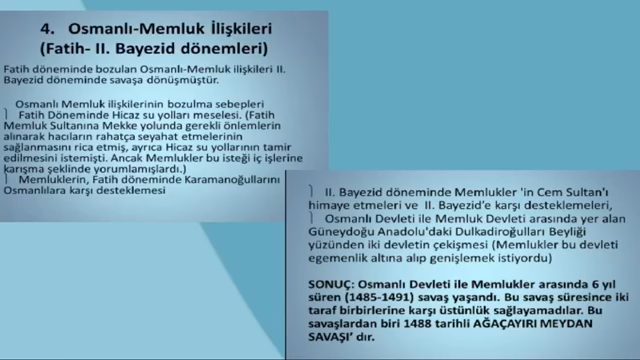 4. Osmanlı-Memluk İlişkileri
(Fatih- II. Bayezid dönemleri)
Fatih döneminde bozulan Osmanlı-Memluk ilişkileri II.
Bayezid döneminde savaşa dönüşmüştür.
Osmanlı Memluk ilişkilerinin bozulma sebepleri
Fatih Döneminde Hicaz su yolları meselesi. (Fatih
Memluk Sultanına Mekke yolunda gerekli önlemlerin
alınarak hacıların rahatça seyahat etmelerinin
sağlanmasını rica etmiş, ayrıca Hicaz su yollarının tamir
edilmesini istemişti. Ancak Memlukler bu isteği iç işlerine
karışma şeklinde yorumlamışlardı.)
Memluklerin, Fatih döneminde Karamanoğullarını
Osmanlılara karşı desteklemesi
II. Bayezid döneminde Memlukler 'in Cem Sultan'ı
himaye etmeleri ve II. Bayezid'e karşı desteklemeleri,
Osmanlı Devleti ile Memluk Devleti arasında yer alan
Güneydoğu Anadolu'daki Dulkadiroğulları Beyliği
yüzünden iki devletin çekişmesi (Memlukler bu devleti
egemenlik altına alıp genişlemek istiyordu)
SONUÇ: Osmanlı Devleti ile Memlukler arasında 6 yıl
süren (1485-1491) savaş yaşandı. Bu savaş süresince iki
taraf birbirlerine karşı üstünlük sağlayamadılar. Bu
savaşlardan biri 1488 tarihli AĞAÇAYIRI MEYDAN
SAVAŞI' dır.